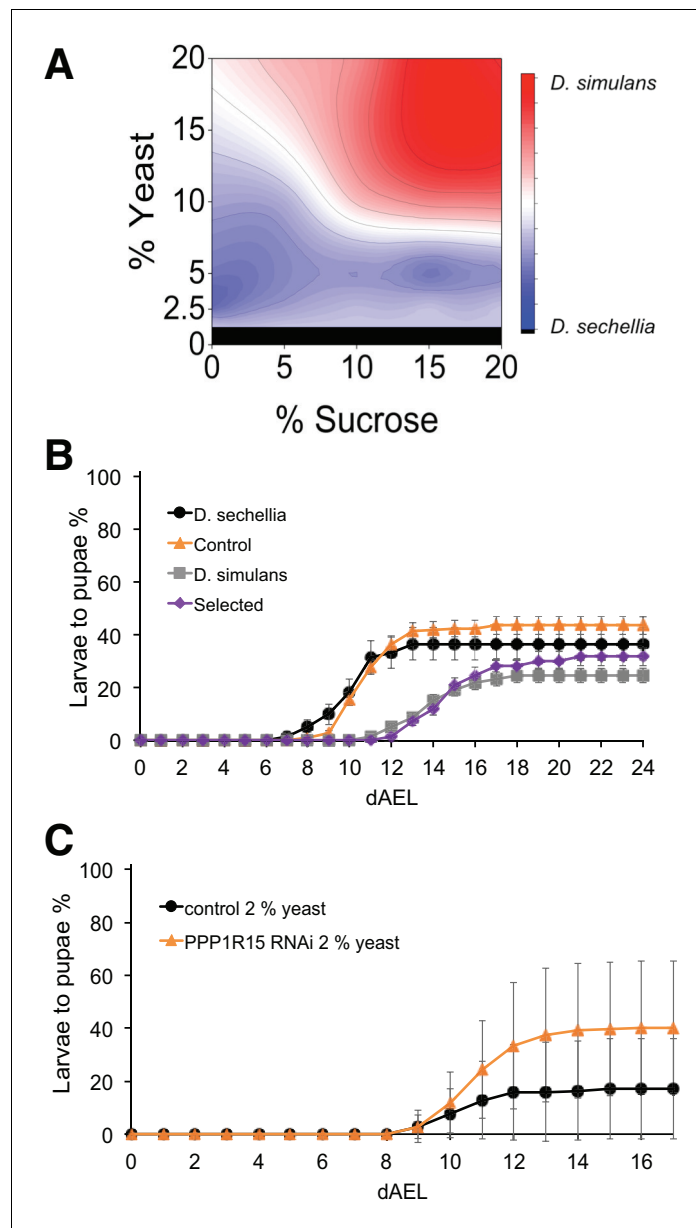 A
20
15
10
5
2.5
0
% Yeast
0 5 10 15 20
% Sucrose
D. simulans
D. sechellia
B
100
80
60
40
20
0
Larvae to pupae %
D. sechellia
Control
D. simulans
Selected
0 2 4 6 8 10 12 14 16 18 20 22 24
dAEL
C
100
80
60
40
20
0
Larvae to pupae %
control 2 % yeast
PPP1R15 RNAi 2 % yeast
0 2 4 6 8 10 12 14 16
dAEL